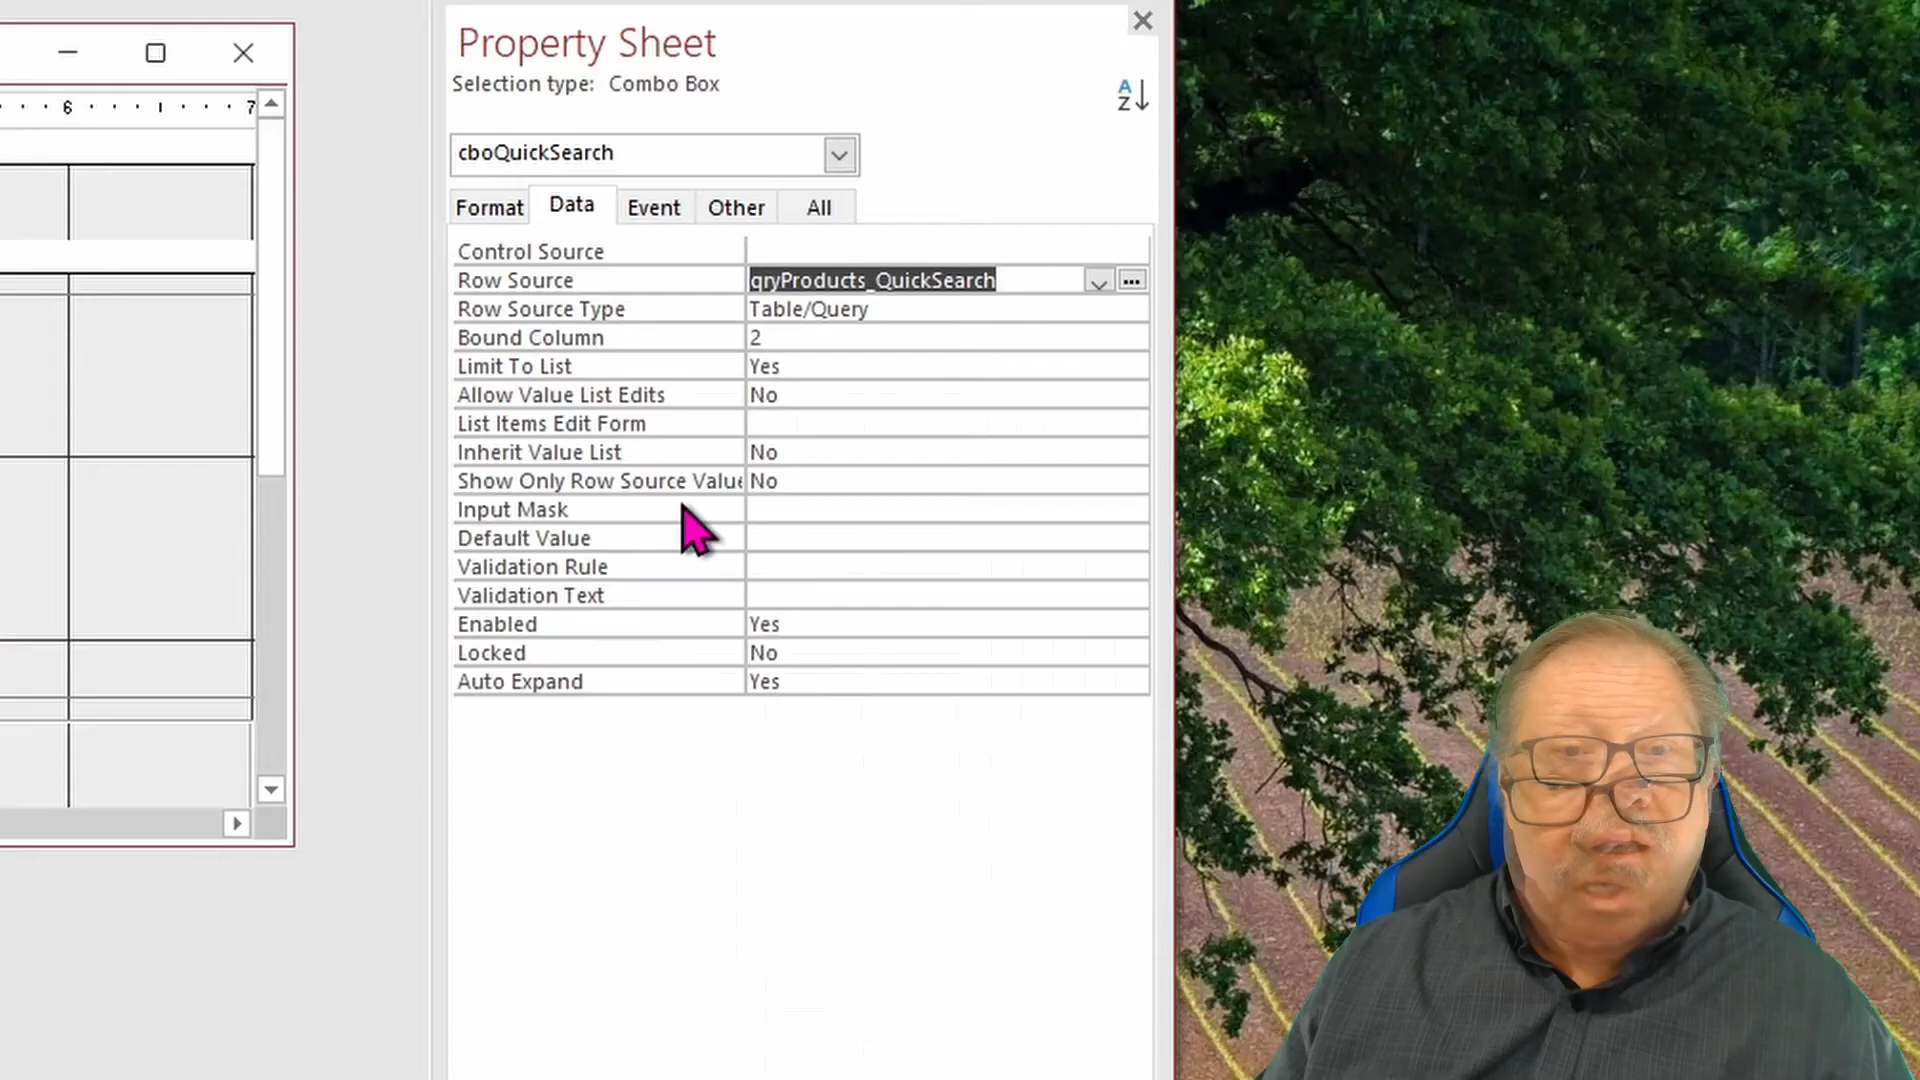 Property Sheet
Selection type: Combo Box
A
Z
6 7
cboQuickSearch
Format Data Event Other All
Control Source
Row Source qryProducts_QuickSearch ...
Row Source Type Table/Query
Bound Column 2
Limit To List Yes
Allow Value List Edits No
List Items Edit Form
Inherit Value List No
Show Only Row Source Value No
Input Mask
Default Value
Validation Rule
Validation Text
Enabled Yes
Locked No
Auto Expand Yes